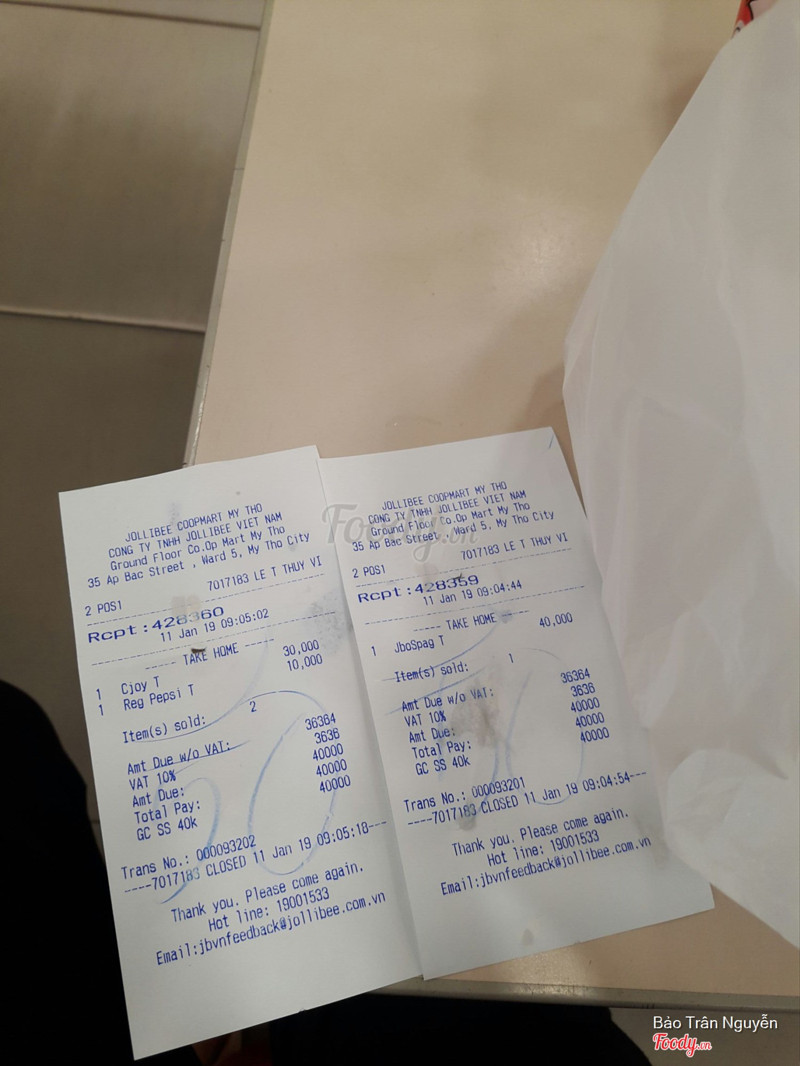 JOLLIBEE COOPMART MY THO
CONG TY TNHH JOLLIBEE VIET NAM
Ground Floor Co.Op Mart My Tho
35 Ap Bac Street , Ward 5, My Tho City
7017183 LE T THUY VI
2 POS1
Rcpt:428360
11 Jan 19 09:05:02
----- TAKE HOME -----
1 Cjoy T 30,000
1 Reg Pepsi T 10,000
Item(s) sold: 2
Amt Due w/o VAT: 36364
VAT 10% 3636
Amt Due: 40000
Total Pay: 40000
GC SS 40k 40000
Trans No.: 000093202
----7017183 CLOSED 11 Jan 19 09:05:18---
Thank you. Please come again.
Hot line: 19001533
Email:jbvnfeedback@jollibee.com.vn
JOLLIBEE COOPMART MY THO
CONG TY TNHH JOLLIBEE VIET NAM
Ground Floor Co.Op Mart My Tho
35 Ap Bac Street , Ward 5, My Tho City
7017183 LE T THUY VI
2 POS1
Rcpt:428359
11 Jan 19 09:04:44
----- TAKE HOME -----
1 JboSpag T 40,000
Item(s) sold: 1
Amt Due w/o VAT: 36364
VAT 10% 3636
Amt Due: 40000
Total Pay: 40000
GC SS 40k 40000
Trans No.: 000093201
----7017183 CLOSED 11 Jan 19 09:04:54---
Thank you. Please come again.
Hot line: 19001533
Email:jbvnfeedback@jollibee.com.vn
Foody.vn
Bảo Trân Nguyễn
Foody.vn